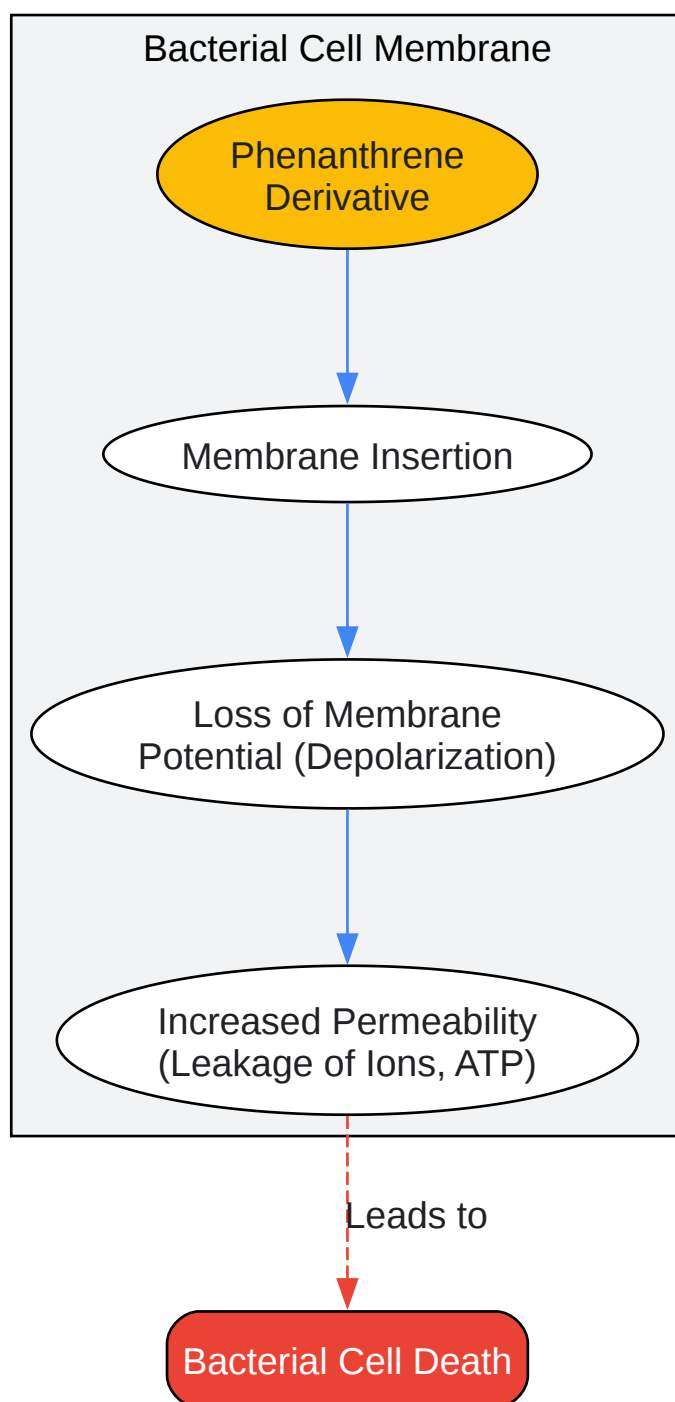 Bacterial Cell Membrane
Phenanthrene
Derivative
Membrane Insertion
Loss of Membrane
Potential (Depolarization)
Increased Permeability
(Leakage of Ions, ATP)
Leads to
Bacterial Cell Death